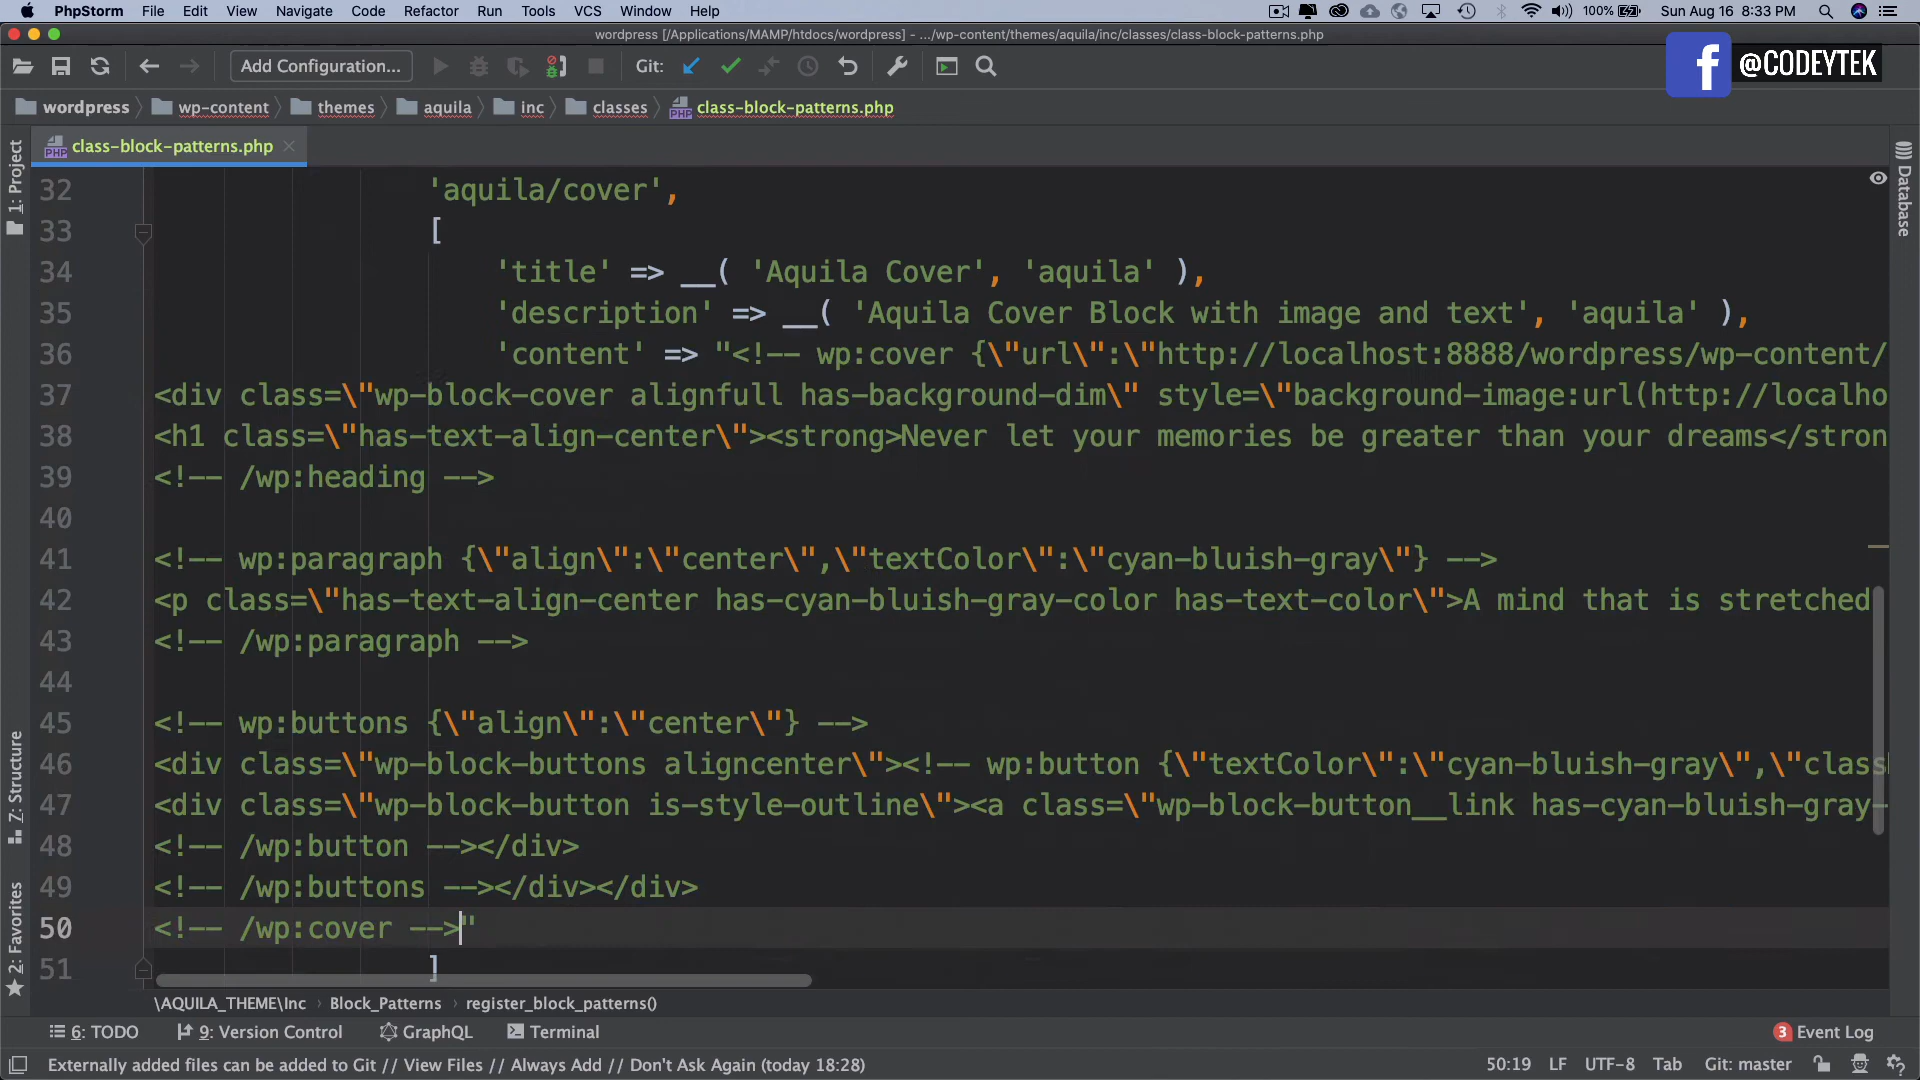 PhpStorm File Edit View Navigate Code Refactor Run Tools VCS Window Help 100% Sun Aug 16 8:33 PM
wordpress [/Applications/MAMP/htdocs/wordpress] - .../wp-content/themes/aquila/inc/classes/class-block-patterns.php
Add Configuration... Git:
f @CODEYTEK
wordpress wp-content themes aquila inc classes class-block-patterns.php
class-block-patterns.php
1: Project
Database
7: Structure
2: Favorites
32 'aquila/cover',
33 [
34 'title' => __( 'Aquila Cover', 'aquila' ),
35 'description' => __( 'Aquila Cover Block with image and text', 'aquila' ),
36 'content' => "<!-- wp:cover {\"url\":\"http://localhost:8888/wordpress/wp-content/
37 <div class=\"wp-block-cover alignfull has-background-dim\" style=\"background-image:url(http://localho
38 <h1 class=\"has-text-align-center\"><strong>Never let your memories be greater than your dreams</stron
39 <!-- /wp:heading -->
40
41 <!-- wp:paragraph {\"align\":\"center\",\"textColor\":\"cyan-bluish-gray\"} -->
42 <p class=\"has-text-align-center has-cyan-bluish-gray-color has-text-color\">A mind that is stretched
43 <!-- /wp:paragraph -->
44
45 <!-- wp:buttons {\"align\":\"center\"} -->
46 <div class=\"wp-block-buttons aligncenter\"><!-- wp:button {\"textColor\":\"cyan-bluish-gray\",\"class
47 <div class=\"wp-block-button is-style-outline\"><a class=\"wp-block-button__link has-cyan-bluish-gray-
48 <!-- /wp:button --></div>
49 <!-- /wp:buttons --></div></div>
50 <!-- /wp:cover -->"
51 ]
\AQUILA_THEME\Inc › Block_Patterns › register_block_patterns()
6: TODO 9: Version Control GraphQL Terminal 3 Event Log
Externally added files can be added to Git // View Files // Always Add // Don't Ask Again (today 18:28) 50:19 LF UTF-8 Tab Git: master